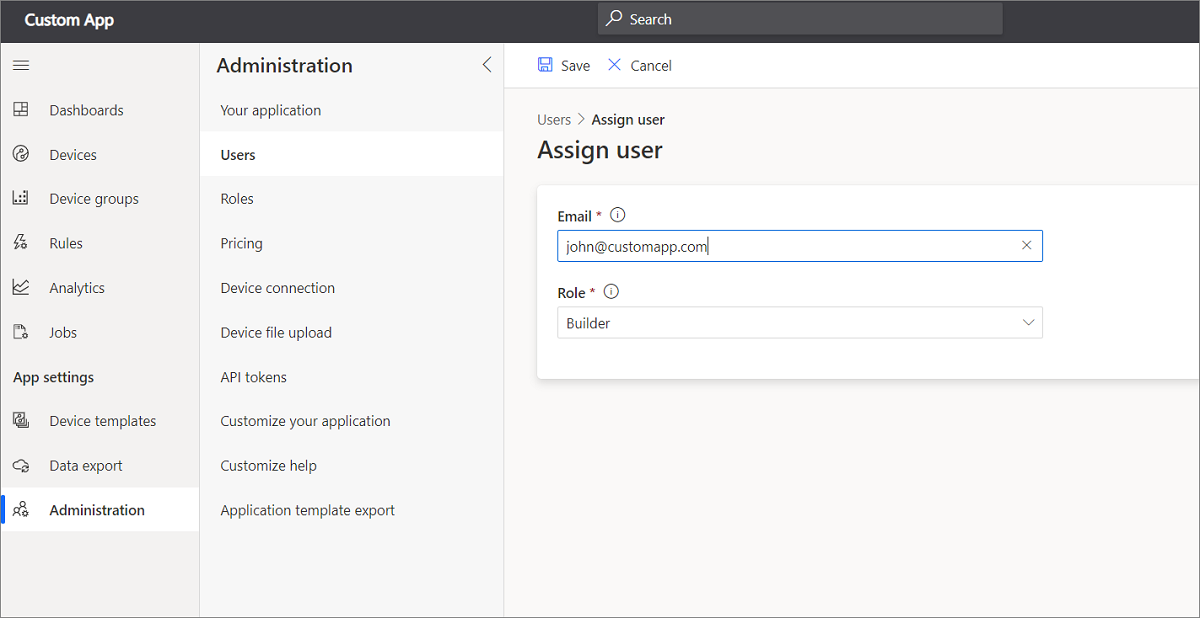 Custom App
Search
Dashboards
Devices
Device groups
Rules
Analytics
Jobs
App settings
Device templates
Data export
Administration
Administration
Your application
Users
Roles
Pricing
Device connection
Device file upload
API tokens
Customize your application
Customize help
Application template export
Save Cancel
Users > Assign user
Assign user
Email *
john@customapp.com
Role *
Builder